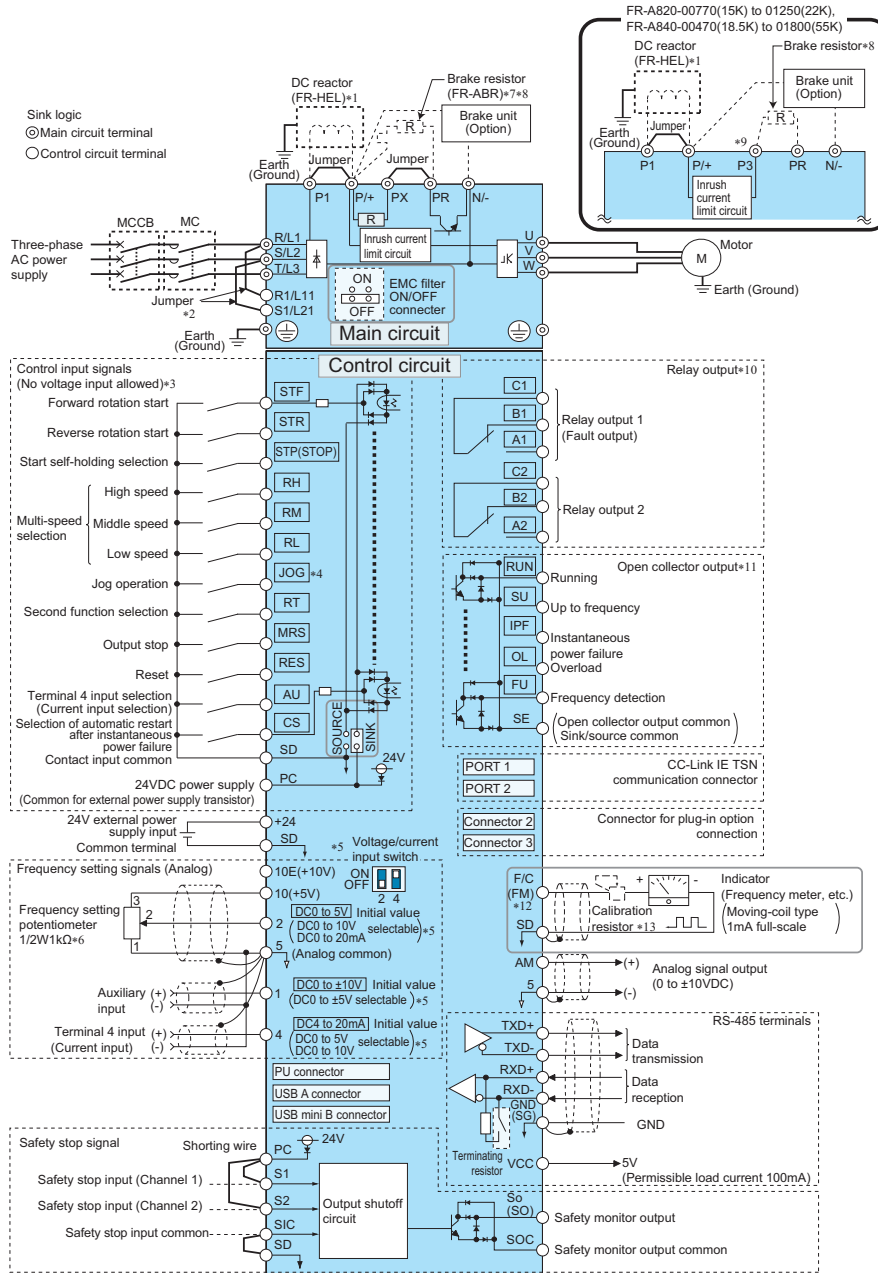 FR-A820-00770(15K) to 01250(22K),
FR-A840-00470(18.5K) to 01800(55K)
DC reactor
(FR-HEL)*1
Brake resistor*8
Brake unit
(Option)
R
Earth
(Ground)
Jumper
*9
P1
P/+
P3
PR
N/-
Inrush
current
limit circuit
Sink logic
Main circuit terminal
Control circuit terminal
DC reactor
(FR-HEL)*1
Brake resistor
(FR-ABR)*7*8
Brake unit
(Option)
R
Earth
(Ground)
Jumper
Jumper
P1
P/+
PX
PR
N/-
R
Inrush current
limit circuit
MCCB
MC
Three-phase
AC power
supply
R/L1
S/L2
T/L3
R1/L11
S1/L21
Jumper
*2
Earth
(Ground)
ON
OFF
EMC filter
ON/OFF
connecter
U
V
W
Motor
M
Earth (Ground)
Main circuit
Control circuit
Control input signals
(No voltage input allowed)*3
Forward rotation start
STF
Reverse rotation start
STR
Start self-holding selection
STP(STOP)
Multi-speed
selection
High speed
RH
Middle speed
RM
Low speed
RL
Jog operation
JOG *4
Second function selection
RT
Output stop
MRS
Reset
RES
Terminal 4 input selection
(Current input selection)
AU
Selection of automatic restart
after instantaneous
power failure
CS
Contact input common
SD
SOURCE
SINK
24V
24VDC power supply
(Common for external power supply transistor)
PC
24V external power
supply input
+24
Common terminal
SD
Relay output*10
C1
B1
A1
Relay output 1
(Fault output)
C2
B2
A2
Relay output 2
Open collector output*11
RUN
Running
SU
Up to frequency
IPF
Instantaneous
power failure
OL
Overload
FU
Frequency detection
SE
(Open collector output common
Sink/source common)
PORT 1
PORT 2
CC-Link IE TSN
communication connector
Connector 2
Connector 3
Connector for plug-in option
connection
Frequency setting signals (Analog)
*5
Voltage/current
input switch
ON
OFF
2 4
10E(+10V)
10(+5V)
Frequency setting
potentiometer
1/2W1kΩ*6
3
2
1
2
DC0 to 5V Initial value
(DC0 to 10V
DC0 to 20mA selectable)*5
5
(Analog common)
Auxiliary
input
(+)
(-)
1
DC0 to ±10V Initial value
(DC0 to ±5V selectable)*5
Terminal 4 input
(Current input)
(+)
(-)
4
DC4 to 20mA Initial value
(DC0 to 5V
DC0 to 10V selectable)*5
F/C
(FM)
*12
SD
+
-
Calibration
resistor *13
Indicator
(Frequency meter, etc.)
(Moving-coil type
1mA full-scale)
AM
5
(+)
(-)
Analog signal output
(0 to ±10VDC)
RS-485 terminals
TXD+
TXD-
Data
transmission
RXD+
RXD-
Data
reception
GND
(SG)
GND
Terminating
resistor
VCC
5V
(Permissible load current 100mA)
PU connector
USB A connector
USB mini B connector
Safety stop signal
Shorting wire
PC
24V
Safety stop input (Channel 1)
S1
Safety stop input (Channel 2)
S2
Safety stop input common
SIC
SD
Output shutoff
circuit
So
(SO)
Safety monitor output
SOC
Safety monitor output common